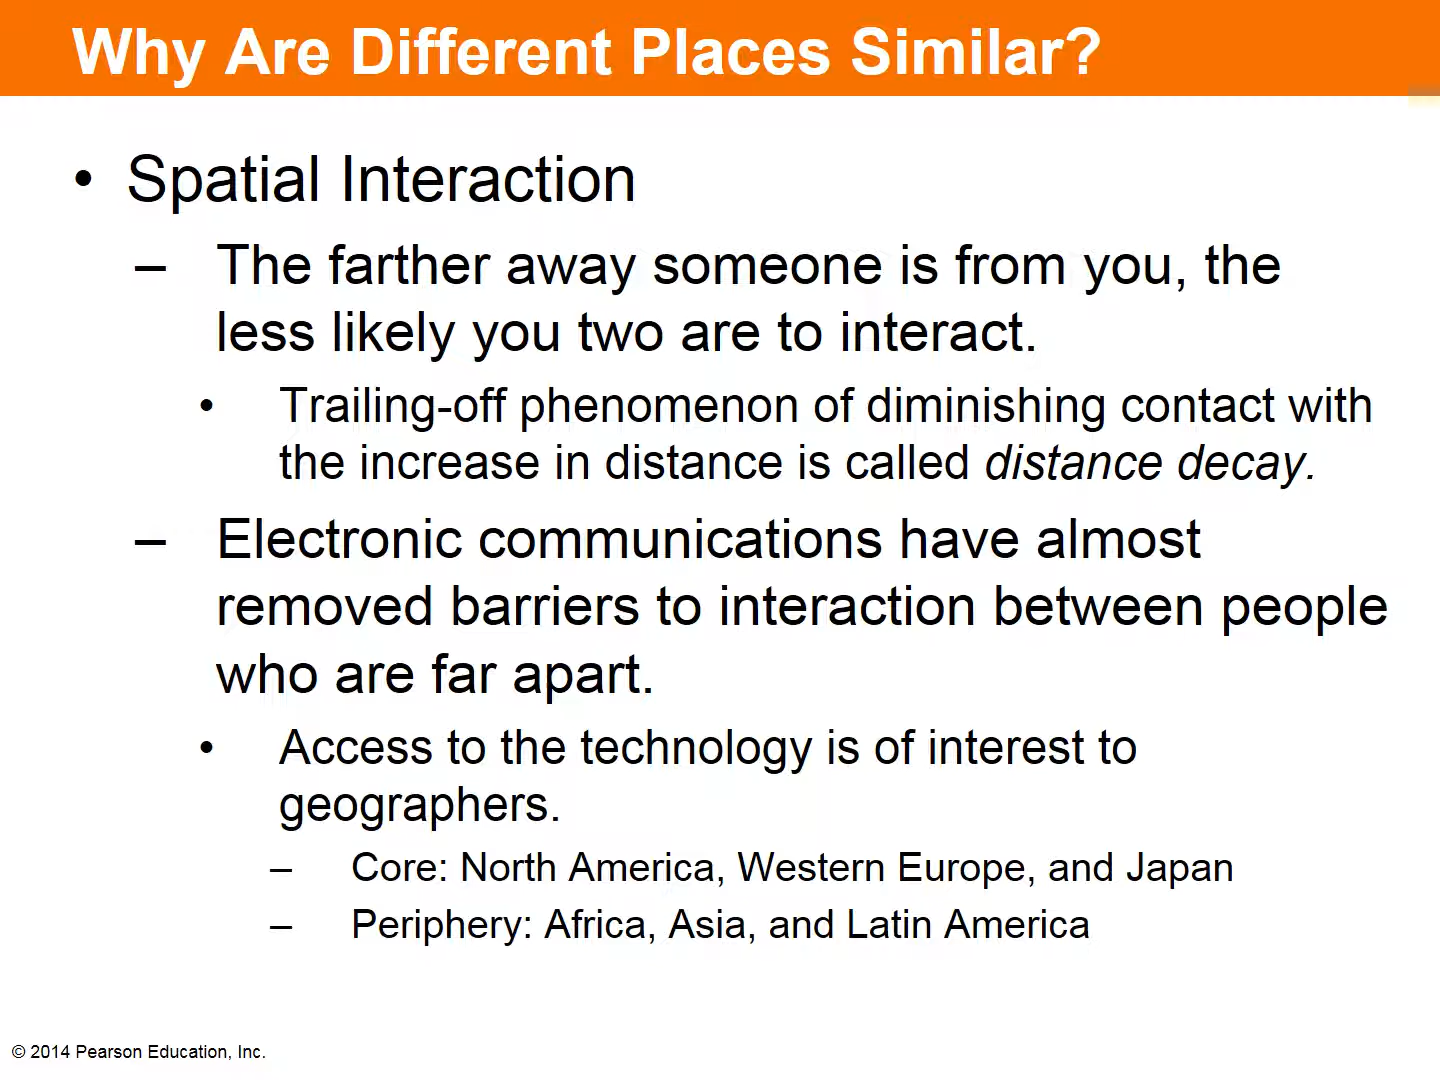 Why Are Different Places Similar?
• Spatial Interaction
– The farther away someone is from you, the
less likely you two are to interact.
• Trailing-off phenomenon of diminishing contact with
the increase in distance is called distance decay.
– Electronic communications have almost
removed barriers to interaction between people
who are far apart.
• Access to the technology is of interest to
geographers.
– Core: North America, Western Europe, and Japan
– Periphery: Africa, Asia, and Latin America
© 2014 Pearson Education, Inc.